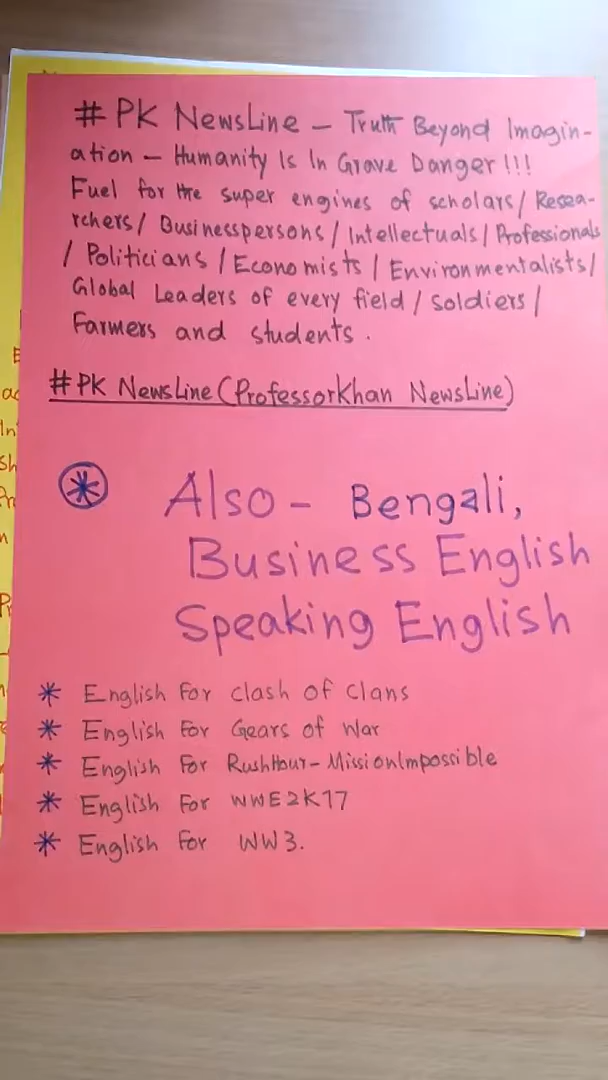 # PK NewsLine – Truth Beyond Imagin-
ation – Humanity Is In Grave Danger!!!
Fuel for the super engines of scholars/ Resea-
rchers/ Businesspersons/ Intellectuals/ Professionals
/ Politicians / Economists / Environmentalists/
Global Leaders of every field / soldiers/
Farmers and students.
# PK NewsLine (ProfessorKhan NewsLine)
* Also – Bengali,
Business English
Speaking English
* English For Clash of Clans
* English For Gears of War
* English For RushHour-MissionImpossible
* English For WWE2K17
* English For WW3.